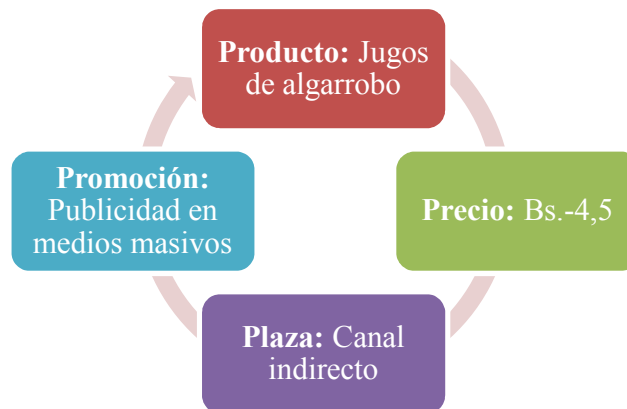 Producto: Jugos
de algarrobo
Precio: Bs.-4,5
Plaza: Canal
indirecto
Promoción:
Publicidad en
medios masivos